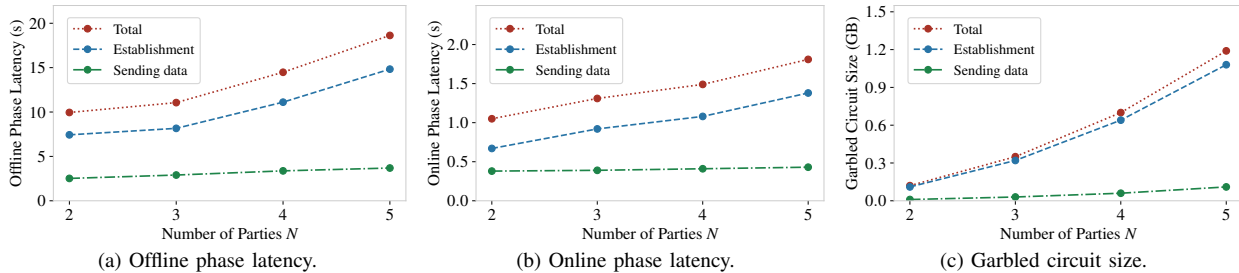 Offline Phase Latency (s)
20
15
10
5
0
Total
Establishment
Sending data
2 3 4 5
Number of Parties N
(a) Offline phase latency.
Online Phase Latency (s)
2.0
1.5
1.0
0.5
0.0
Total
Establishment
Sending data
2 3 4 5
Number of Parties N
(b) Online phase latency.
Garbled Circuit Size (GB)
1.5
1.2
0.9
0.6
0.3
0.0
Total
Establishment
Sending data
2 3 4 5
Number of Parties N
(c) Garbled circuit size.